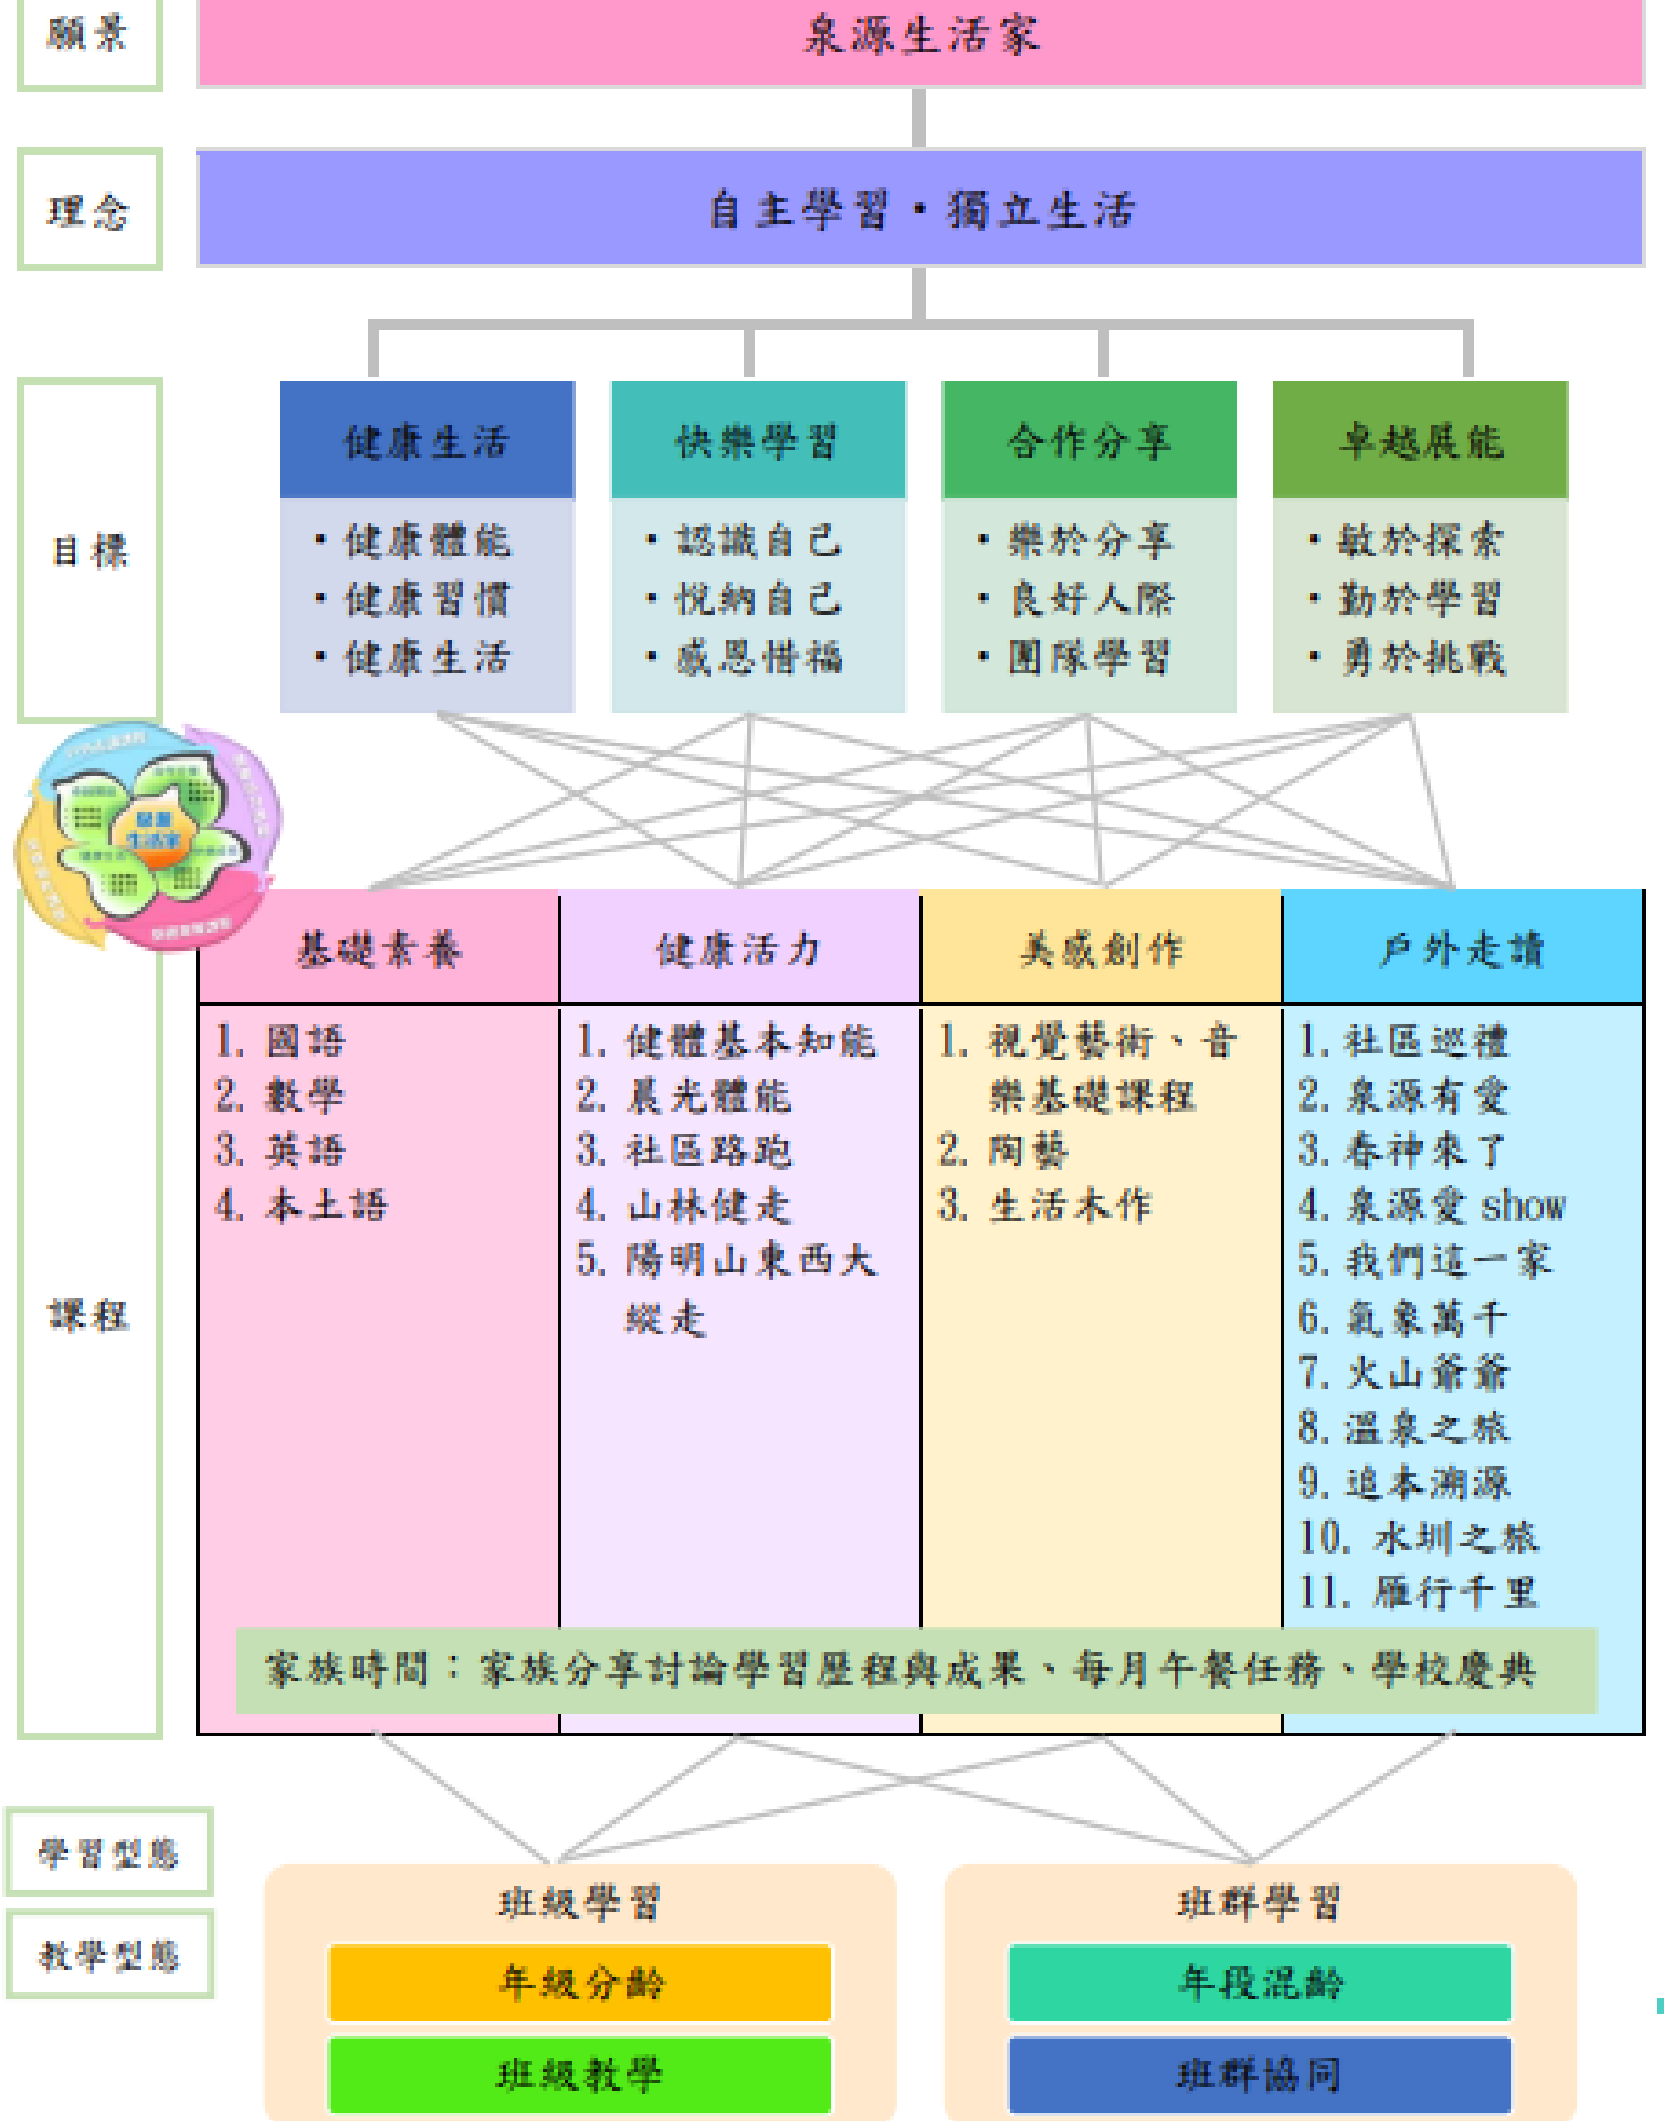 願景
泉源生活家
理念
自主學習・獨立生活
目標
健康生活
・健康體能
・健康習慣
・健康生活
快樂學習
・認識自己
・悅納自己
・感恩惜福
合作分享
・樂於分享
・良好人際
・團隊學習
卓越展能
・敏於探索
・勤於學習
・勇於挑戰
生活家
課程
基礎素養
1. 國語
2. 數學
3. 英語
4. 本土語
健康活力
1. 健體基本知能
2. 晨光體能
3. 社區路跑
4. 山林健走
5. 陽明山東西大
縱走
美感創作
1. 視覺藝術、音
樂基礎課程
2. 陶藝
3. 生活木作
戶外走讀
1. 社區巡禮
2. 泉源有愛
3. 春神來了
4. 泉源愛 show
5. 我們這一家
6. 氣象萬千
7. 火山爺爺
8. 溫泉之旅
9. 追本溯源
10. 水圳之旅
11. 雁行千里
家族時間：家族分享討論學習歷程與成果、每月午餐任務、學校慶典
學習型態
教學型態
班級學習
年級分齡
班級教學
班群學習
年段混齡
班群協同